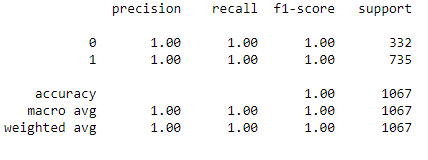 precision recall f1-score support
0 1.00 1.00 1.00 332
1 1.00 1.00 1.00 735
accuracy 1.00 1067
macro avg 1.00 1.00 1.00 1067
weighted avg 1.00 1.00 1.00 1067